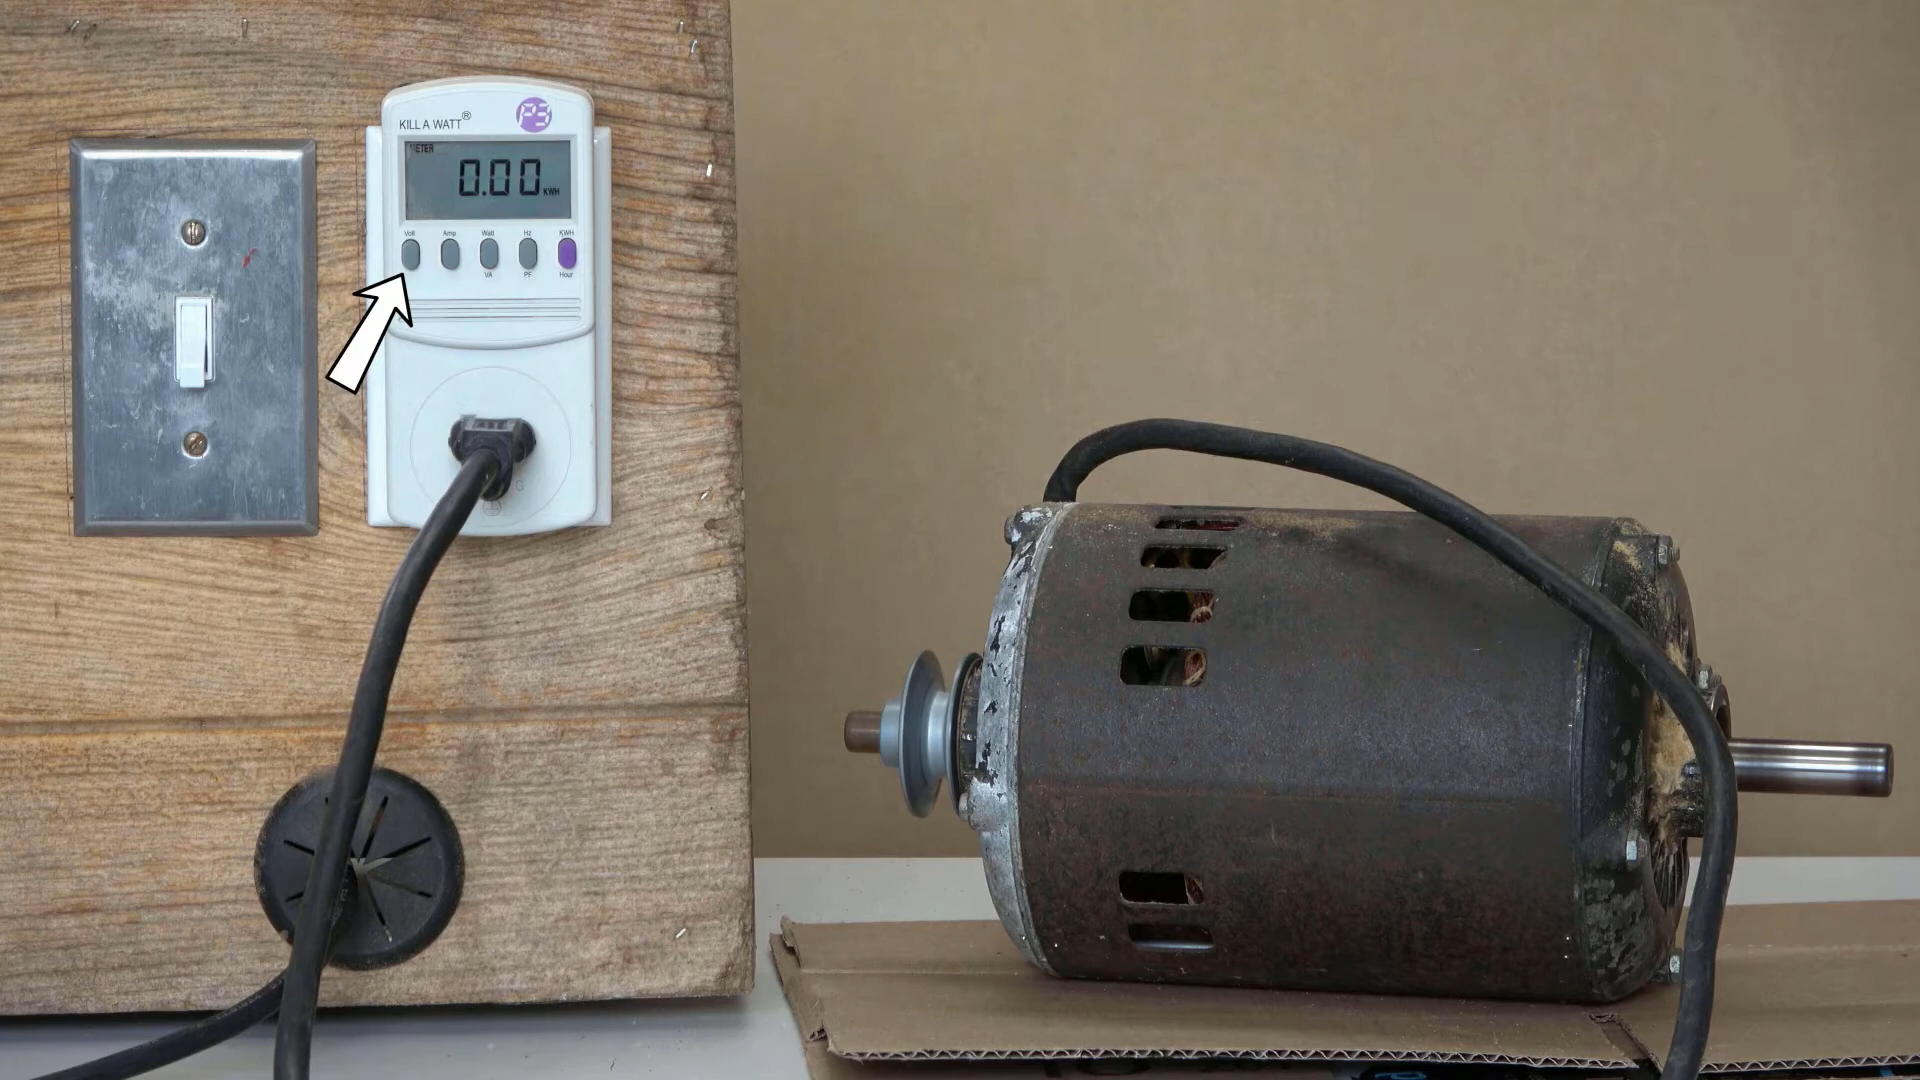 KILL A WATT®
P3
METER
0.00 KWH
Volt Amp Watt Hz KWH
VA PF Hour
G